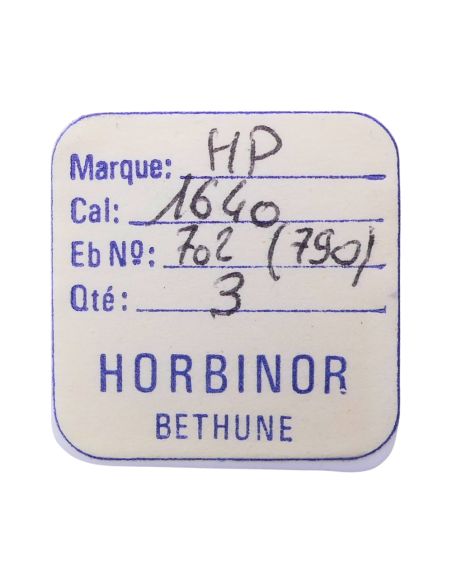 Marque: HP
Cal: 1640
Eb Nº: 702 (790)
Qté: 3
HORBINOR
BETHUNE